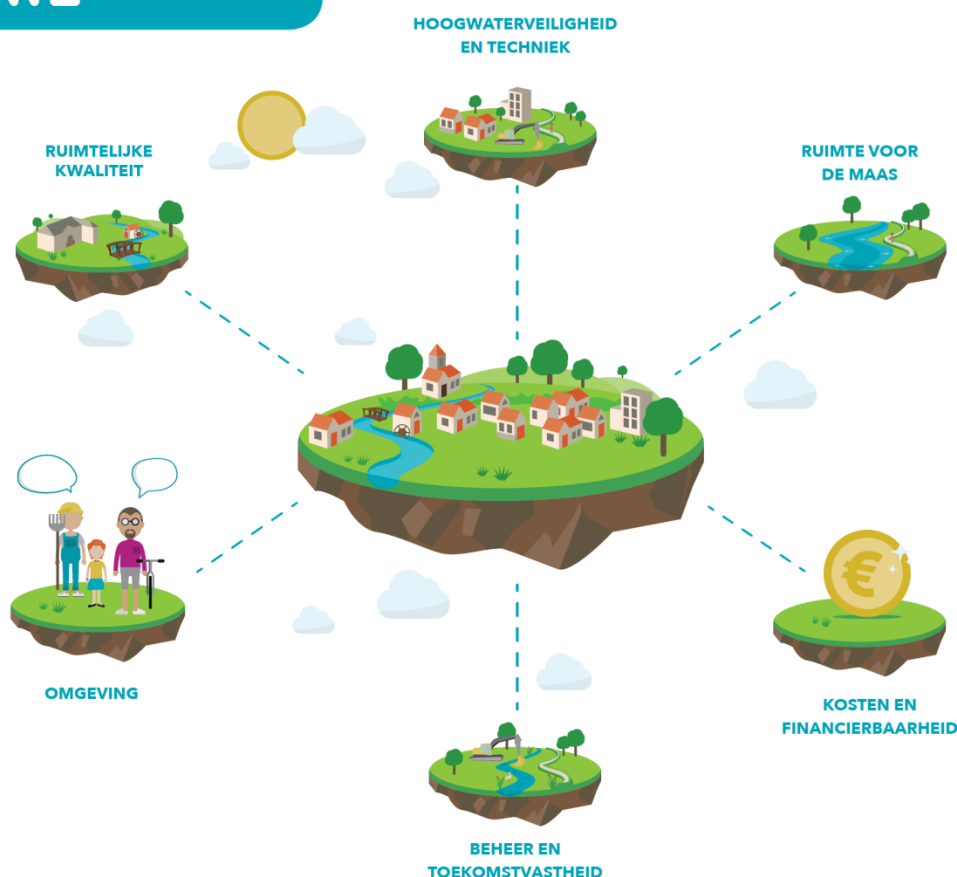 HOOGWATERVEILIGHEID
EN TECHNIEK
RUIMTELIJKE
KWALITEIT
RUIMTE VOOR
DE MAAS
€
OMGEVING
KOSTEN EN
FINANCIERBAARHEID
BEHEER EN
TOEKOMSTVASTHEID